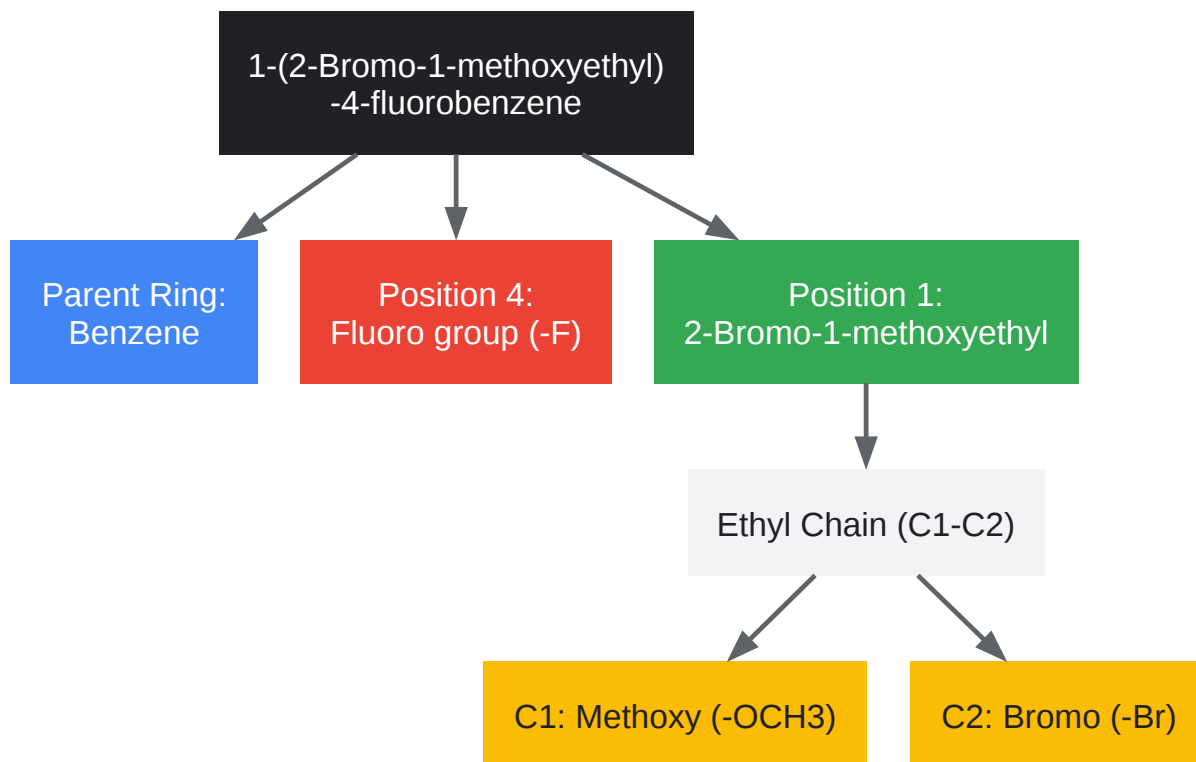 1-(2-Bromo-1-methoxyethyl)
-4-fluorobenzene
Parent Ring:
Benzene
Position 4:
Fluoro group (-F)
Position 1:
2-Bromo-1-methoxyethyl
Ethyl Chain (C1-C2)
C1: Methoxy (-OCH3)
C2: Bromo (-Br)